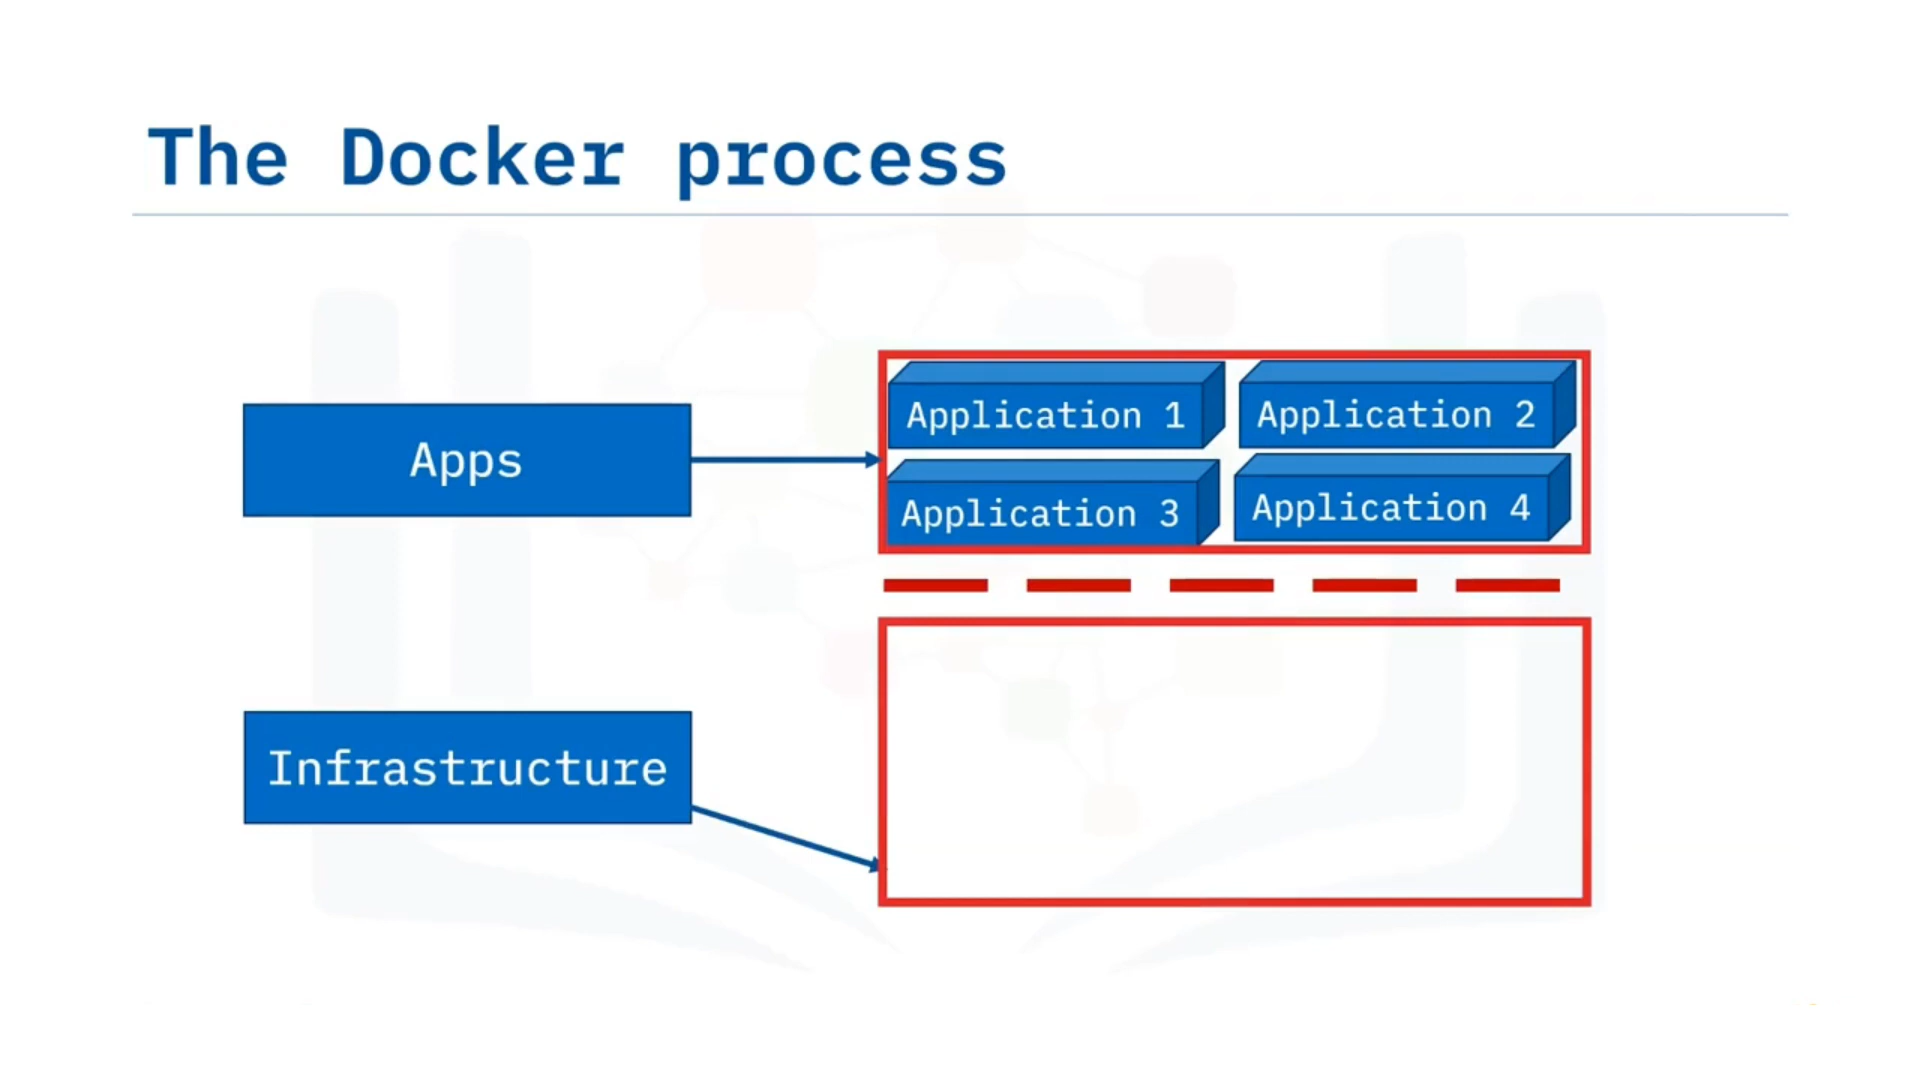 The Docker process
Apps
Application 1
Application 2
Application 3
Application 4
Infrastructure